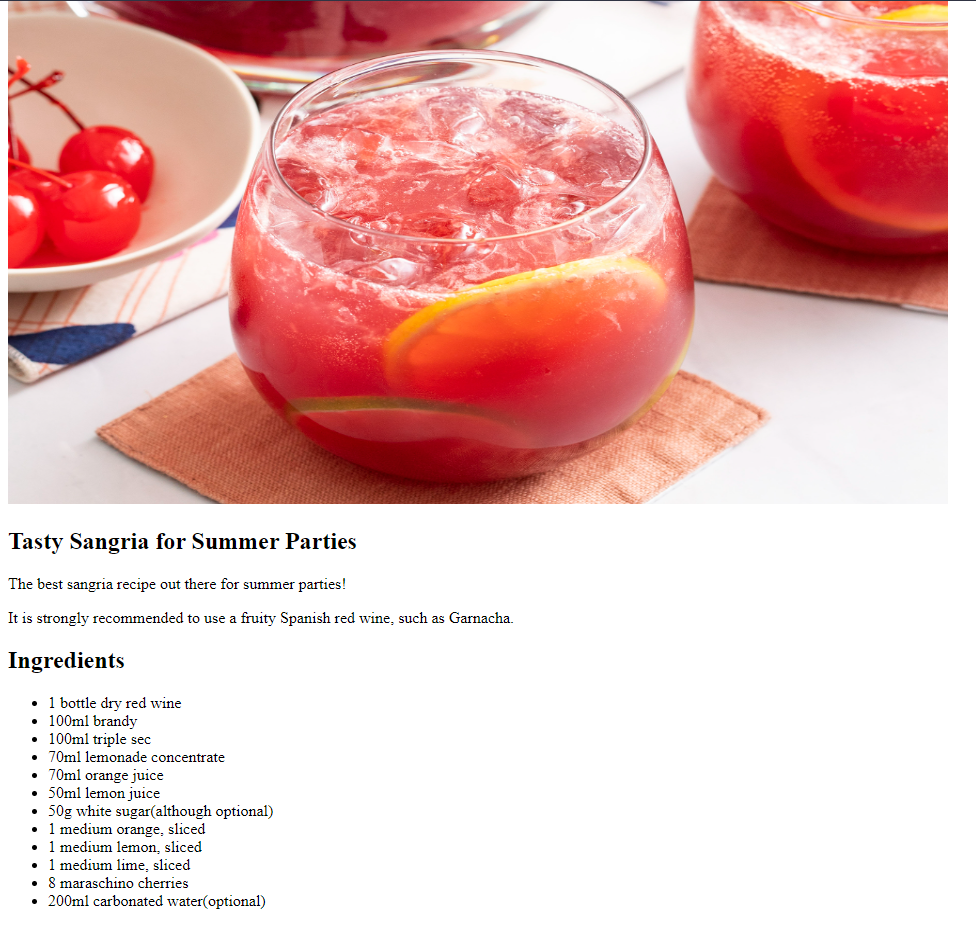 Tasty Sangria for Summer Parties
The best sangria recipe out there for summer parties!
It is strongly recommended to use a fruity Spanish red wine, such as Garnacha.
Ingredients
• 1 bottle dry red wine
• 100ml brandy
• 100ml triple sec
• 70ml lemonade concentrate
• 70ml orange juice
• 50ml lemon juice
• 50g white sugar(although optional)
• 1 medium orange, sliced
• 1 medium lemon, sliced
• 1 medium lime, sliced
• 8 maraschino cherries
• 200ml carbonated water(optional)